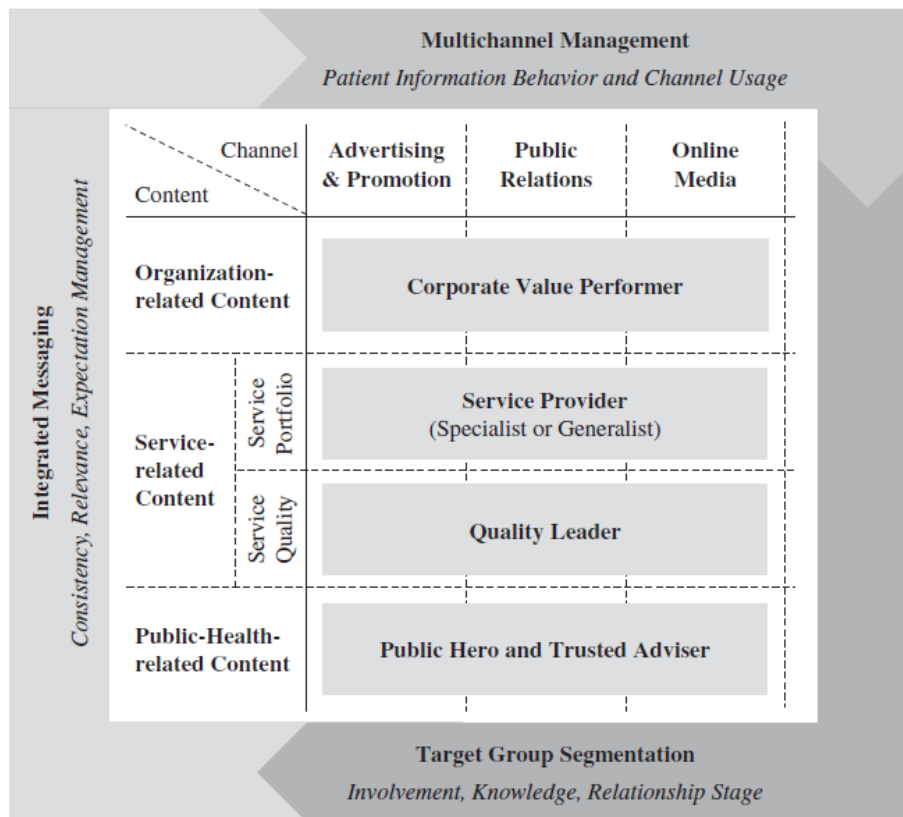 Multichannel Management
Patient Information Behavior and Channel Usage
Integrated Messaging
Consistency, Relevance, Expectation Management
Channel
Content
Advertising
& Promotion
Public
Relations
Online
Media
Organization-
related Content
Corporate Value Performer
Service-
related
Content
Service
Portfolio
Service Provider
(Specialist or Generalist)
Service
Quality
Quality Leader
Public-Health-
related Content
Public Hero and Trusted Adviser
Target Group Segmentation
Involvement, Knowledge, Relationship Stage